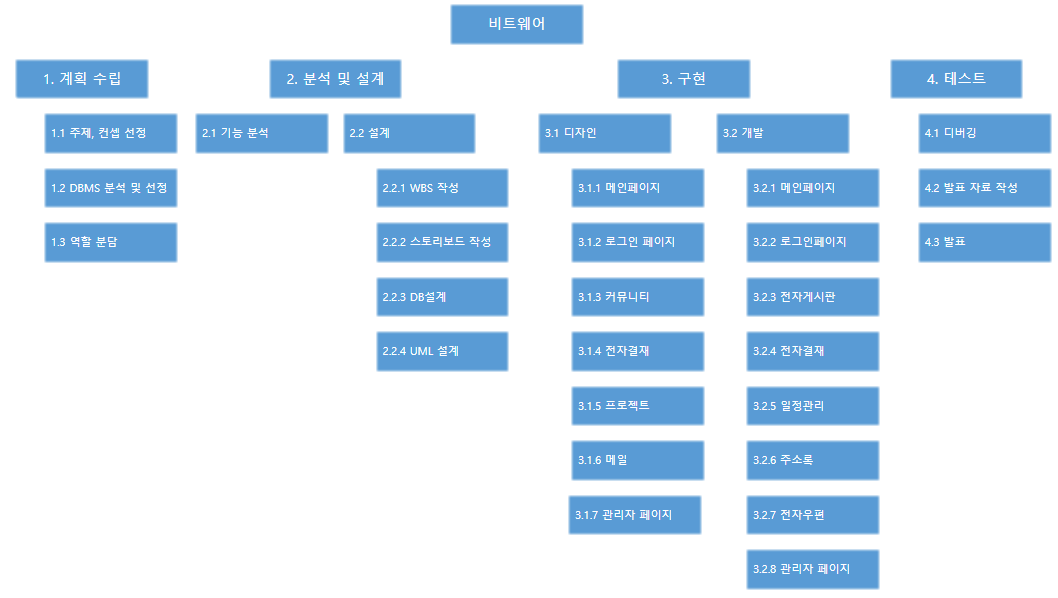 비트웨어
1. 계획 수립
1.1 주제, 컨셉 선정
1.2 DBMS 분석 및 선정
1.3 역할 분담
2. 분석 및 설계
2.1 기능 분석
2.2 설계
2.2.1 WBS 작성
2.2.2 스토리보드 작성
2.2.3 DB설계
2.2.4 UML 설계
3. 구현
3.1 디자인
3.1.1 메인페이지
3.1.2 로그인 페이지
3.1.3 커뮤니티
3.1.4 전자결재
3.1.5 프로젝트
3.1.6 메일
3.1.7 관리자 페이지
3.2 개발
3.2.1 메인페이지
3.2.2 로그인페이지
3.2.3 전자게시판
3.2.4 전자결재
3.2.5 일정관리
3.2.6 주소록
3.2.7 전자우편
3.2.8 관리자 페이지
4. 테스트
4.1 디버깅
4.2 발표 자료 작성
4.3 발표